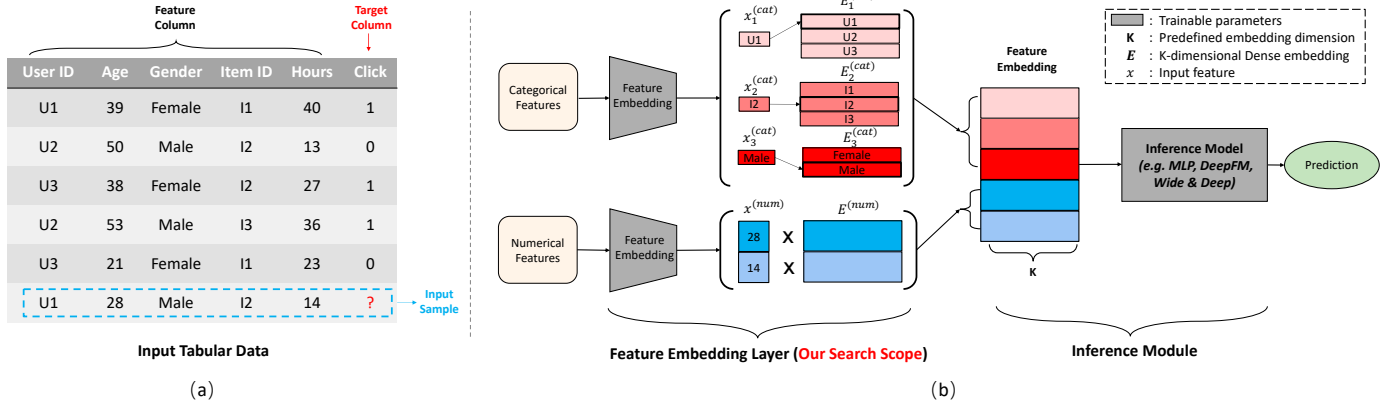 Feature
Column
Target
Column
User ID Age Gender Item ID Hours Click
U1 39 Female I1 40 1
U2 50 Male I2 13 0
U3 38 Female I2 27 1
U2 53 Male I3 36 1
U3 21 Female I1 23 0
U1 28 Male I2 14 ?
Input
Sample
Input Tabular Data
(a)
Categorical
Features
Feature
Embedding
x_1^{(cat)}
U1
E_1^{(cat)}
U1
U2
U3
x_2^{(cat)}
I2
E_2^{(cat)}
I1
I2
I3
x_3^{(cat)}
Male
E_3^{(cat)}
Female
Male
Numerical
Features
Feature
Embedding
x^{(num)}
E^{(num)}
28 X
14 X
Feature Embedding Layer (Our Search Scope)
Feature
Embedding
K
Inference Model
(e.g. MLP, DeepFM,
Wide & Deep)
Prediction
Inference Module
: Trainable parameters
K : Predefined embedding dimension
E : K-dimensional Dense embedding
x : Input feature
(b)